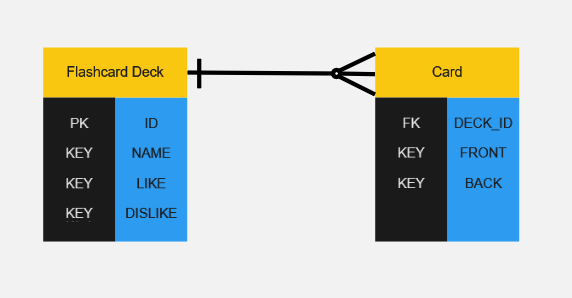 Flashcard Deck
PK ID
KEY NAME
KEY LIKE
KEY DISLIKE
Card
FK DECK_ID
KEY FRONT
KEY BACK